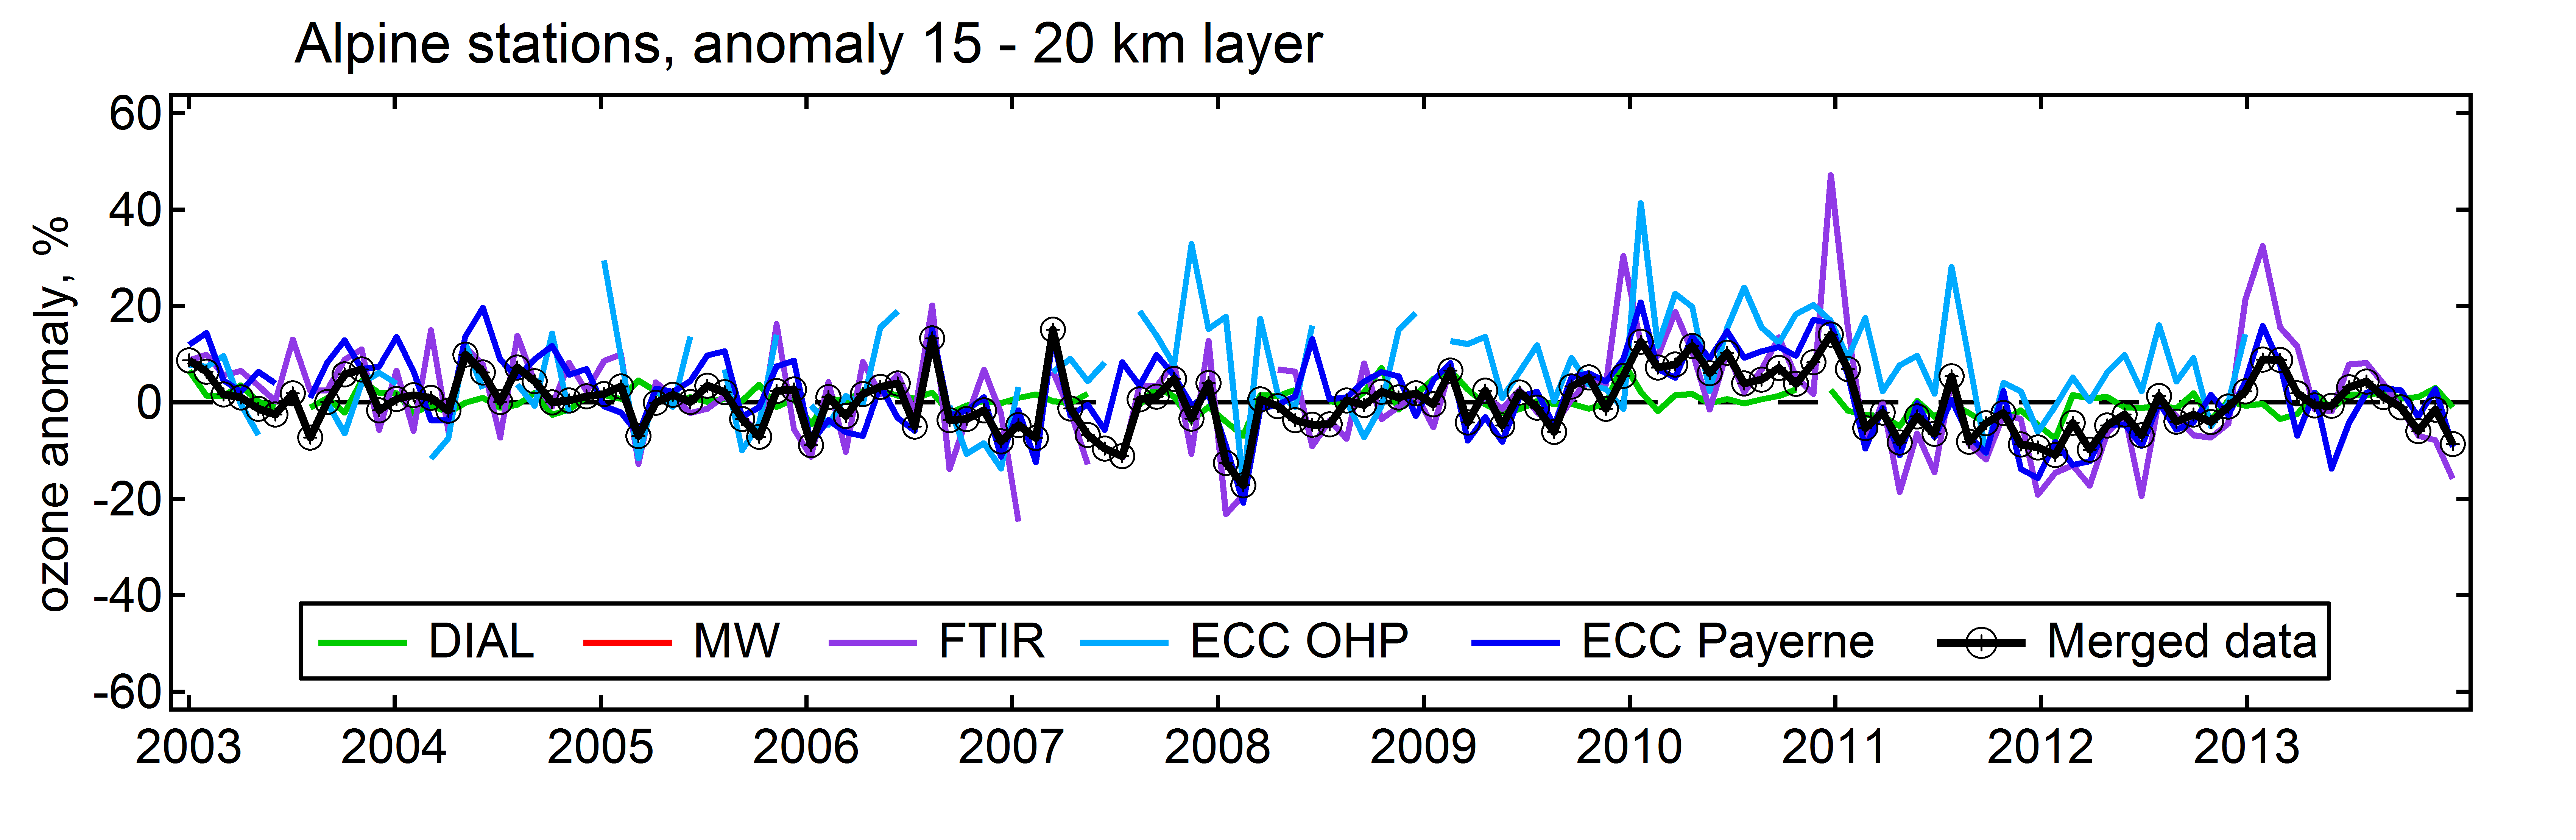 Alpine stations, anomaly 15 - 20 km layer
ozone anomaly, %
60
40
20
0
-20
-40
-60
DIAL MW FTIR ECC OHP ECC Payerne Merged data
2003 2004 2005 2006 2007 2008 2009 2010 2011 2012 2013